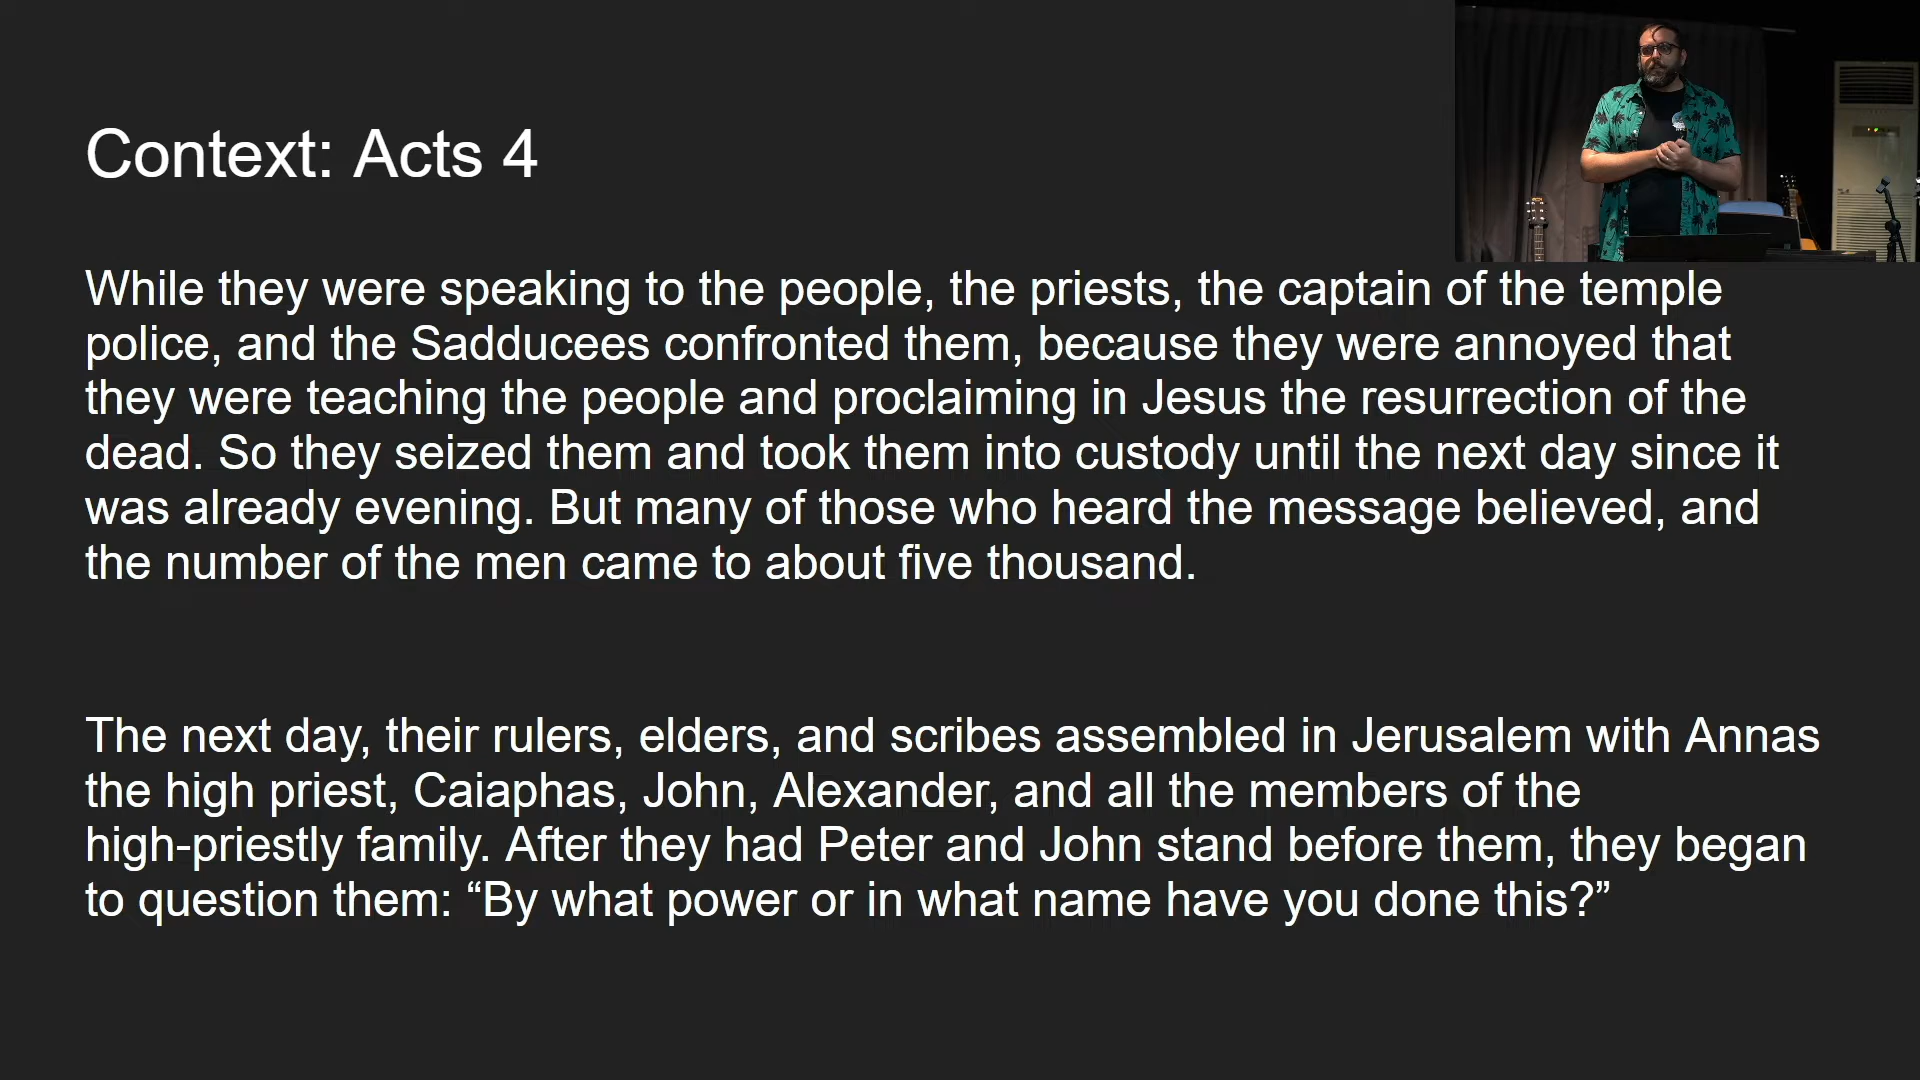 Context: Acts 4
While they were speaking to the people, the priests, the captain of the temple
police, and the Sadducees confronted them, because they were annoyed that
they were teaching the people and proclaiming in Jesus the resurrection of the
dead. So they seized them and took them into custody until the next day since it
was already evening. But many of those who heard the message believed, and
the number of the men came to about five thousand.
The next day, their rulers, elders, and scribes assembled in Jerusalem with Annas
the high priest, Caiaphas, John, Alexander, and all the members of the
high-priestly family. After they had Peter and John stand before them, they began
to question them: “By what power or in what name have you done this?”